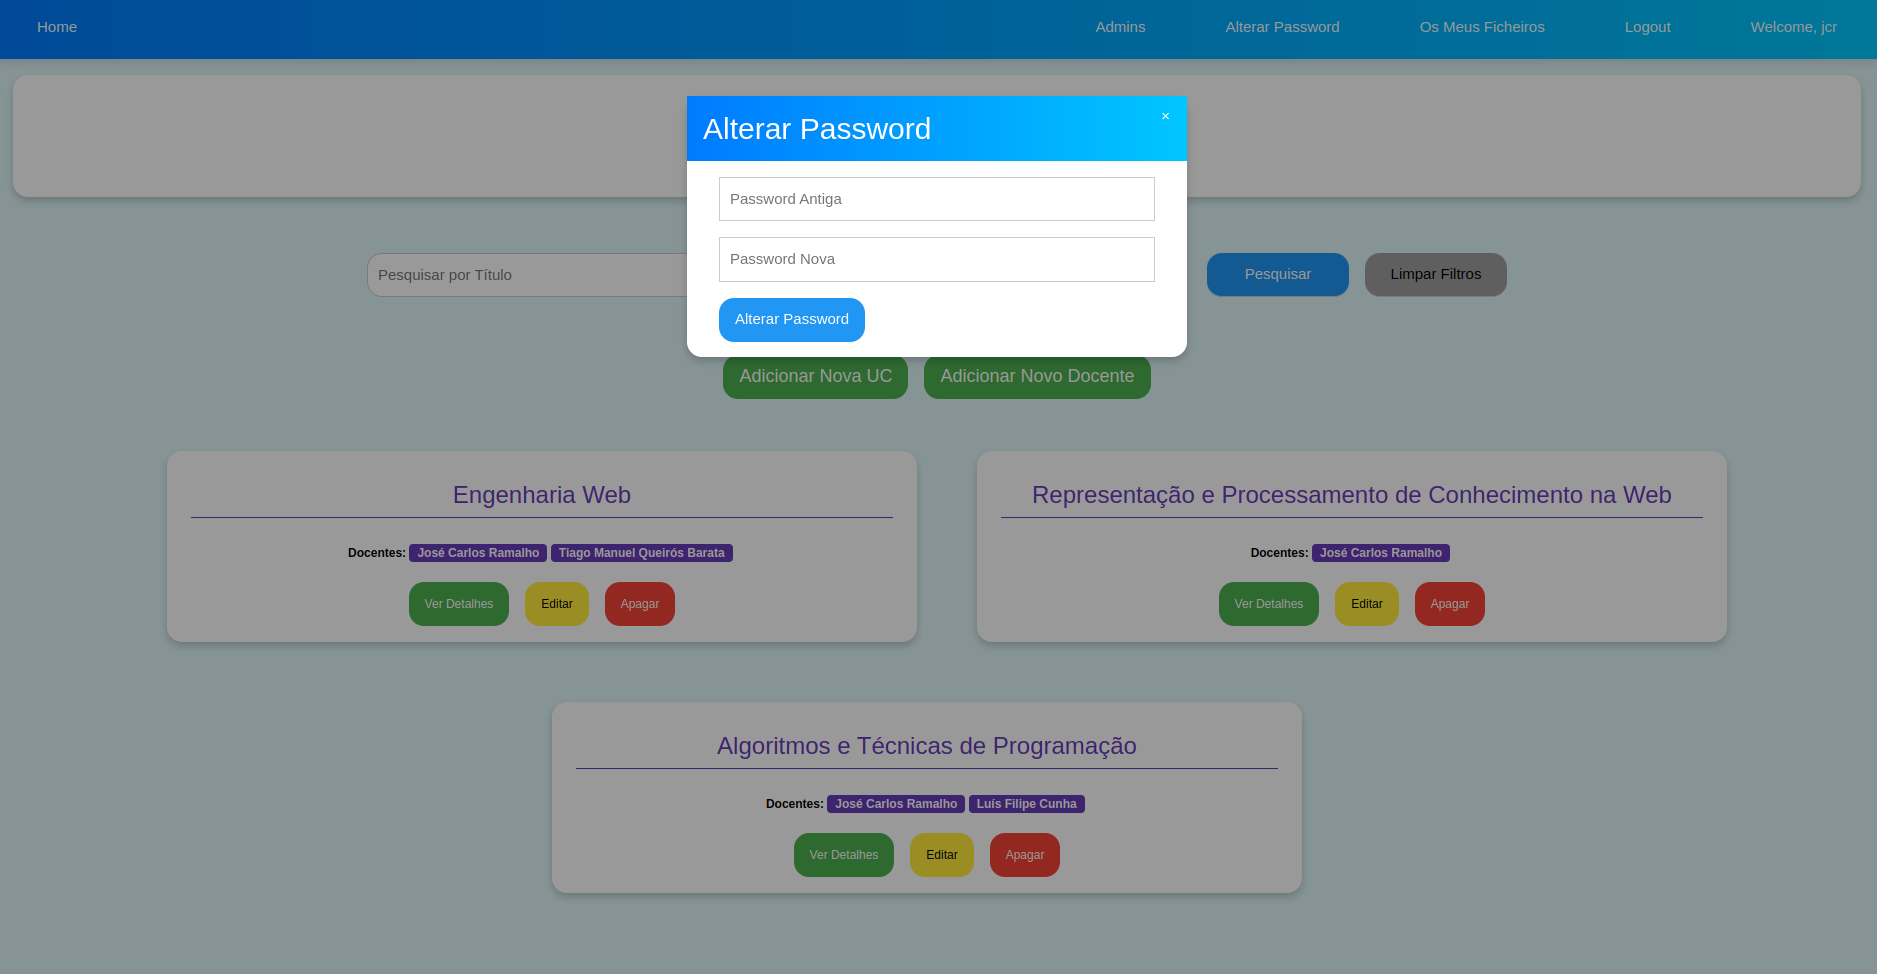 Home Admins Alterar Password Os Meus Ficheiros Logout Welcome, jcr
Alterar Password ×
Password Antiga
Password Nova
Alterar Password
Pesquisar por Título Pesquisar Limpar Filtros
Adicionar Nova UC Adicionar Novo Docente
Engenharia Web
Docentes: José Carlos Ramalho Tiago Manuel Queirós Barata
Ver Detalhes Editar Apagar
Representação e Processamento de Conhecimento na Web
Docentes: José Carlos Ramalho
Ver Detalhes Editar Apagar
Algoritmos e Técnicas de Programação
Docentes: José Carlos Ramalho Luís Filipe Cunha
Ver Detalhes Editar Apagar